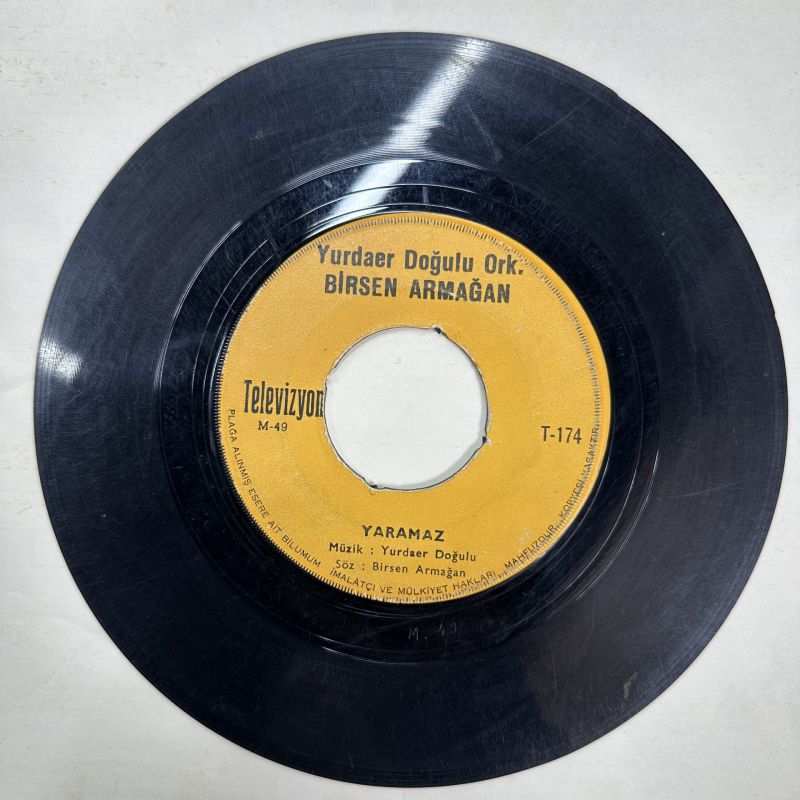 Yurdaer Doğulu Ork.
BİRSEN ARMAĞAN
Televizyon
M-49
T-174
YARAMAZ
Müzik : Yurdaer Doğulu
Söz : Birsen Armağan
PLAĞA ALINMIŞ ESERE AİT BİLUMUM İMALÂTÇI VE MÜLKİYET HAKLARI MAHFUZDUR. KOPYESİ YASAKTIR.
M. 49